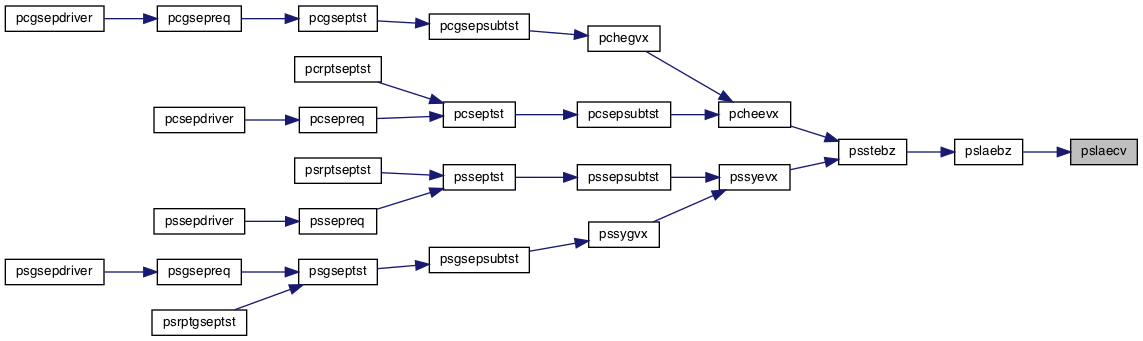 pcgsepdriver
pcgsepreq
pcgseptst
pcgsepsubtst
pchegvx
pcrptseptst
pcsepdriver
pcsepreq
pcseptst
pcsepsubtst
pcheevx
psstebz
pslaebz
pslaecv
psrptseptst
psseptst
pssepsubtst
pssyevx
pssepdriver
pssepreq
pssygvx
psgsepdriver
psgsepreq
psgseptst
psgsepsubtst
psrptgseptst